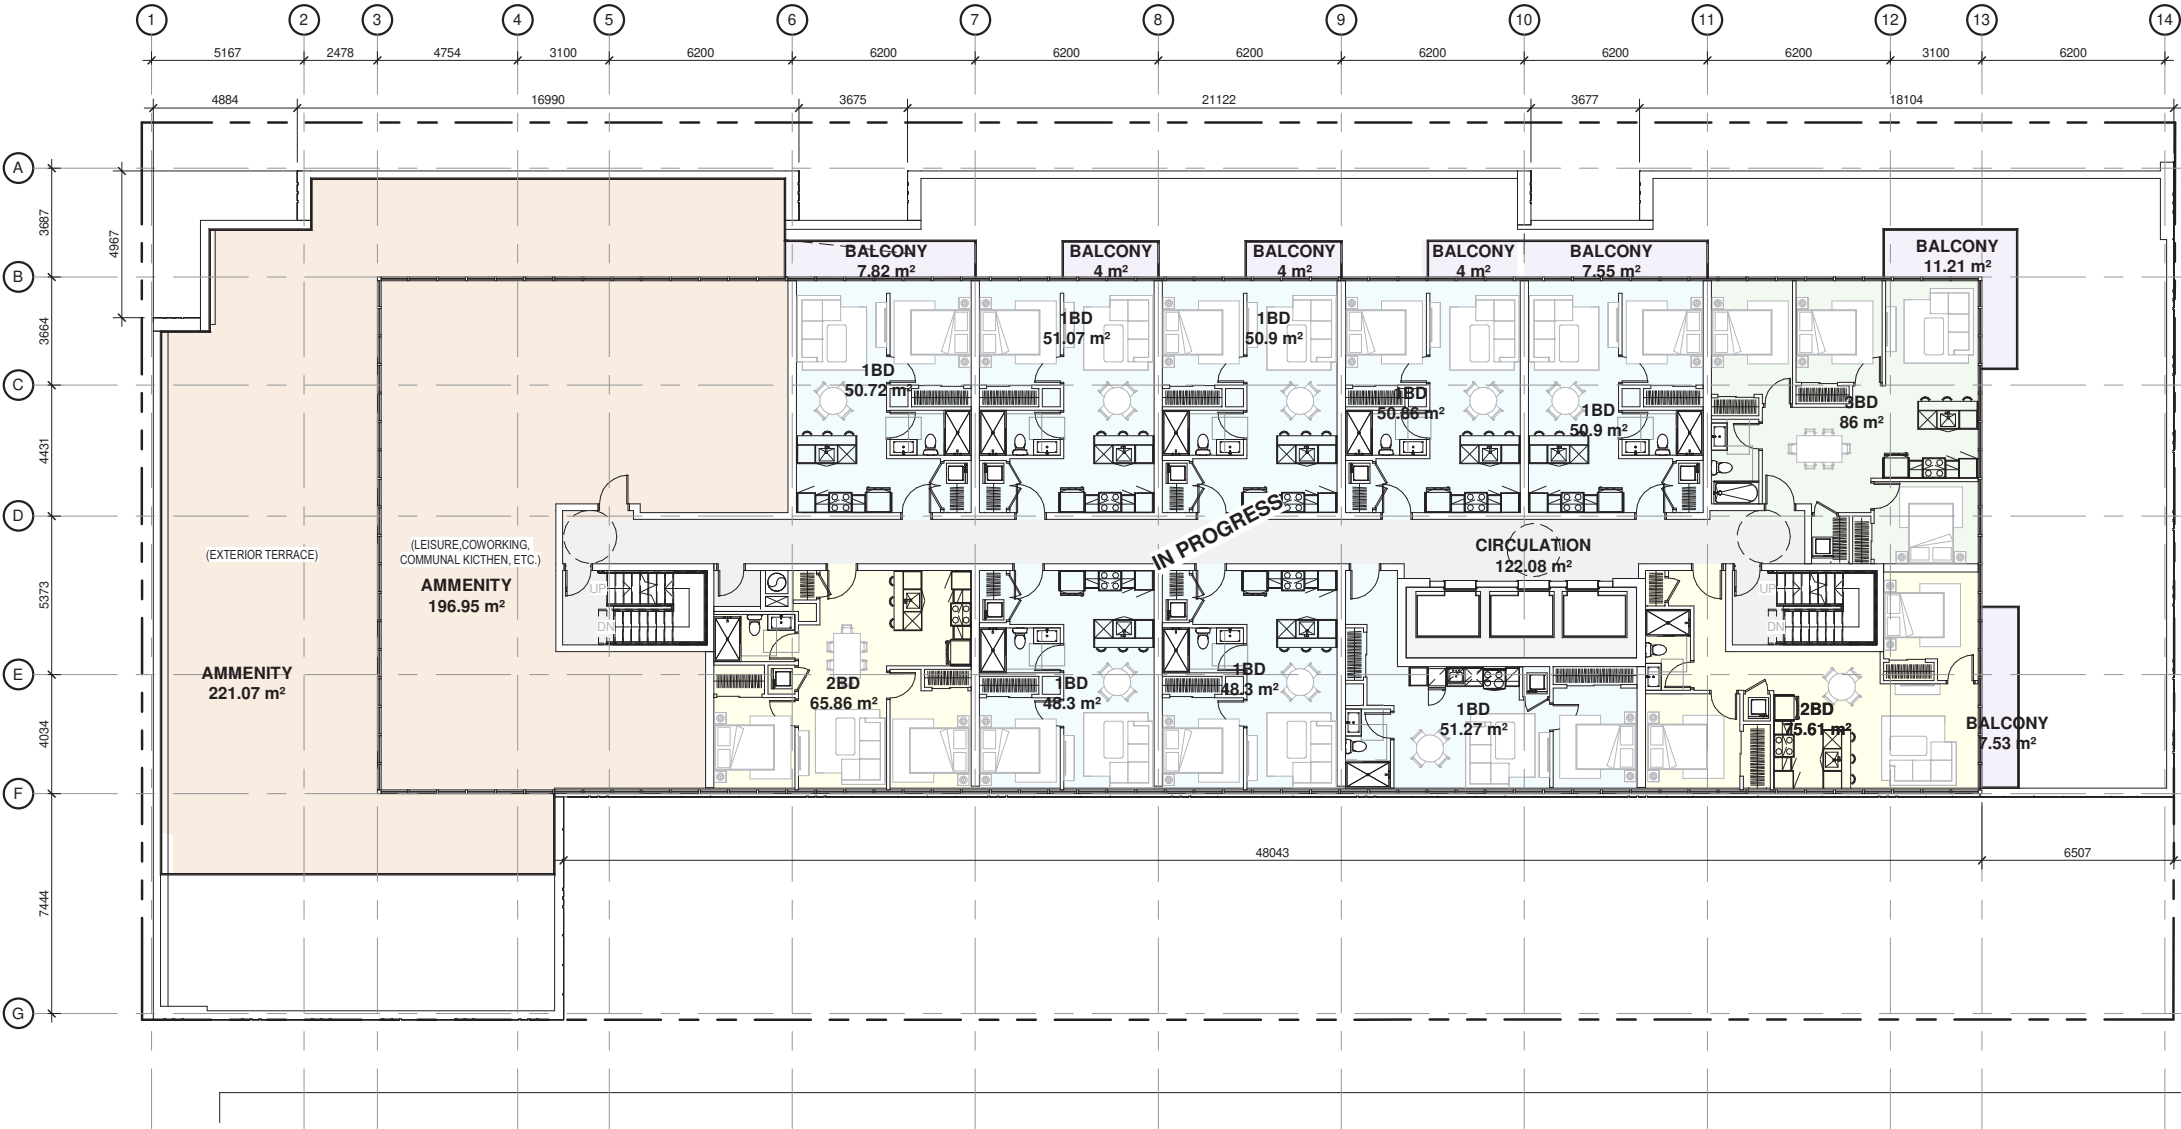 1 2 3 4 5 6 7 8 9 10 11 12 13 14
5167 2478 4754 3100 6200 6200 6200 6200 6200 6200 6200 3100 6200
4884 16990 3675 21122 3677 18104
A
3687
4967
B
3664
C
4431
D
5373
E
4034
F
7444
G
BALCONY
7.82 m²
BALCONY
4 m²
BALCONY
4 m²
BALCONY
4 m²
BALCONY
7.55 m²
BALCONY
11.21 m²
1BD
50.72 m²
1BD
51.07 m²
1BD
50.9 m²
1BD
50.86 m²
1BD
50.9 m²
3BD
86 m²
IN PROGRESS
CIRCULATION
122.08 m²
(EXTERIOR TERRACE)
(LEISURE,COWORKING,
COMMUNAL KICTHEN, ETC.)
AMMENITY
196.95 m²
UP
DN
UP
DN
AMMENITY
221.07 m²
2BD
65.86 m²
1BD
48.3 m²
1BD
48.3 m²
1BD
51.27 m²
2BD
75.61 m²
BALCONY
7.53 m²
48043 6507